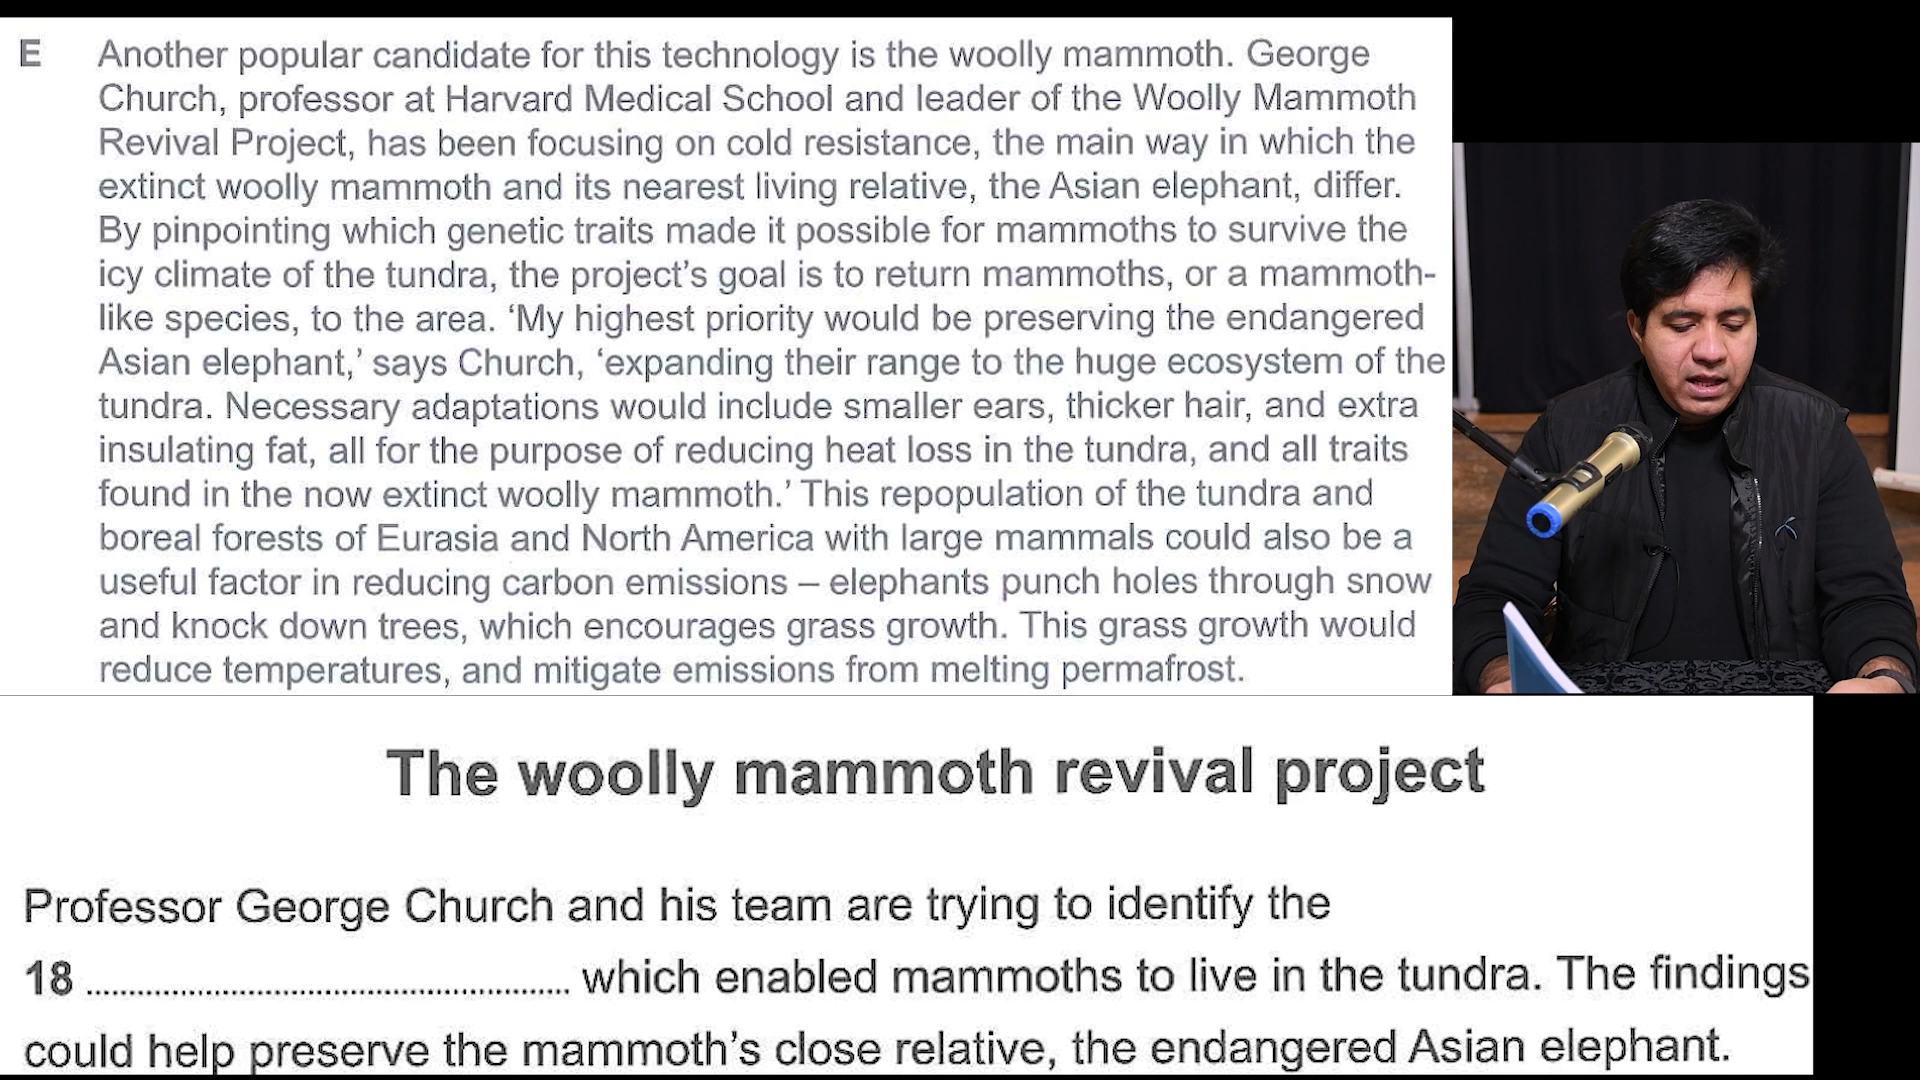 E Another popular candidate for this technology is the woolly mammoth. George
Church, professor at Harvard Medical School and leader of the Woolly Mammoth
Revival Project, has been focusing on cold resistance, the main way in which the
extinct woolly mammoth and its nearest living relative, the Asian elephant, differ.
By pinpointing which genetic traits made it possible for mammoths to survive the
icy climate of the tundra, the project’s goal is to return mammoths, or a mammoth-
like species, to the area. ‘My highest priority would be preserving the endangered
Asian elephant,’ says Church, ‘expanding their range to the huge ecosystem of the
tundra. Necessary adaptations would include smaller ears, thicker hair, and extra
insulating fat, all for the purpose of reducing heat loss in the tundra, and all traits
found in the now extinct woolly mammoth.’ This repopulation of the tundra and
boreal forests of Eurasia and North America with large mammals could also be a
useful factor in reducing carbon emissions – elephants punch holes through snow
and knock down trees, which encourages grass growth. This grass growth would
reduce temperatures, and mitigate emissions from melting permafrost.
The woolly mammoth revival project
Professor George Church and his team are trying to identify the
18 ................................................ which enabled mammoths to live in the tundra. The findings
could help preserve the mammoth’s close relative, the endangered Asian elephant.